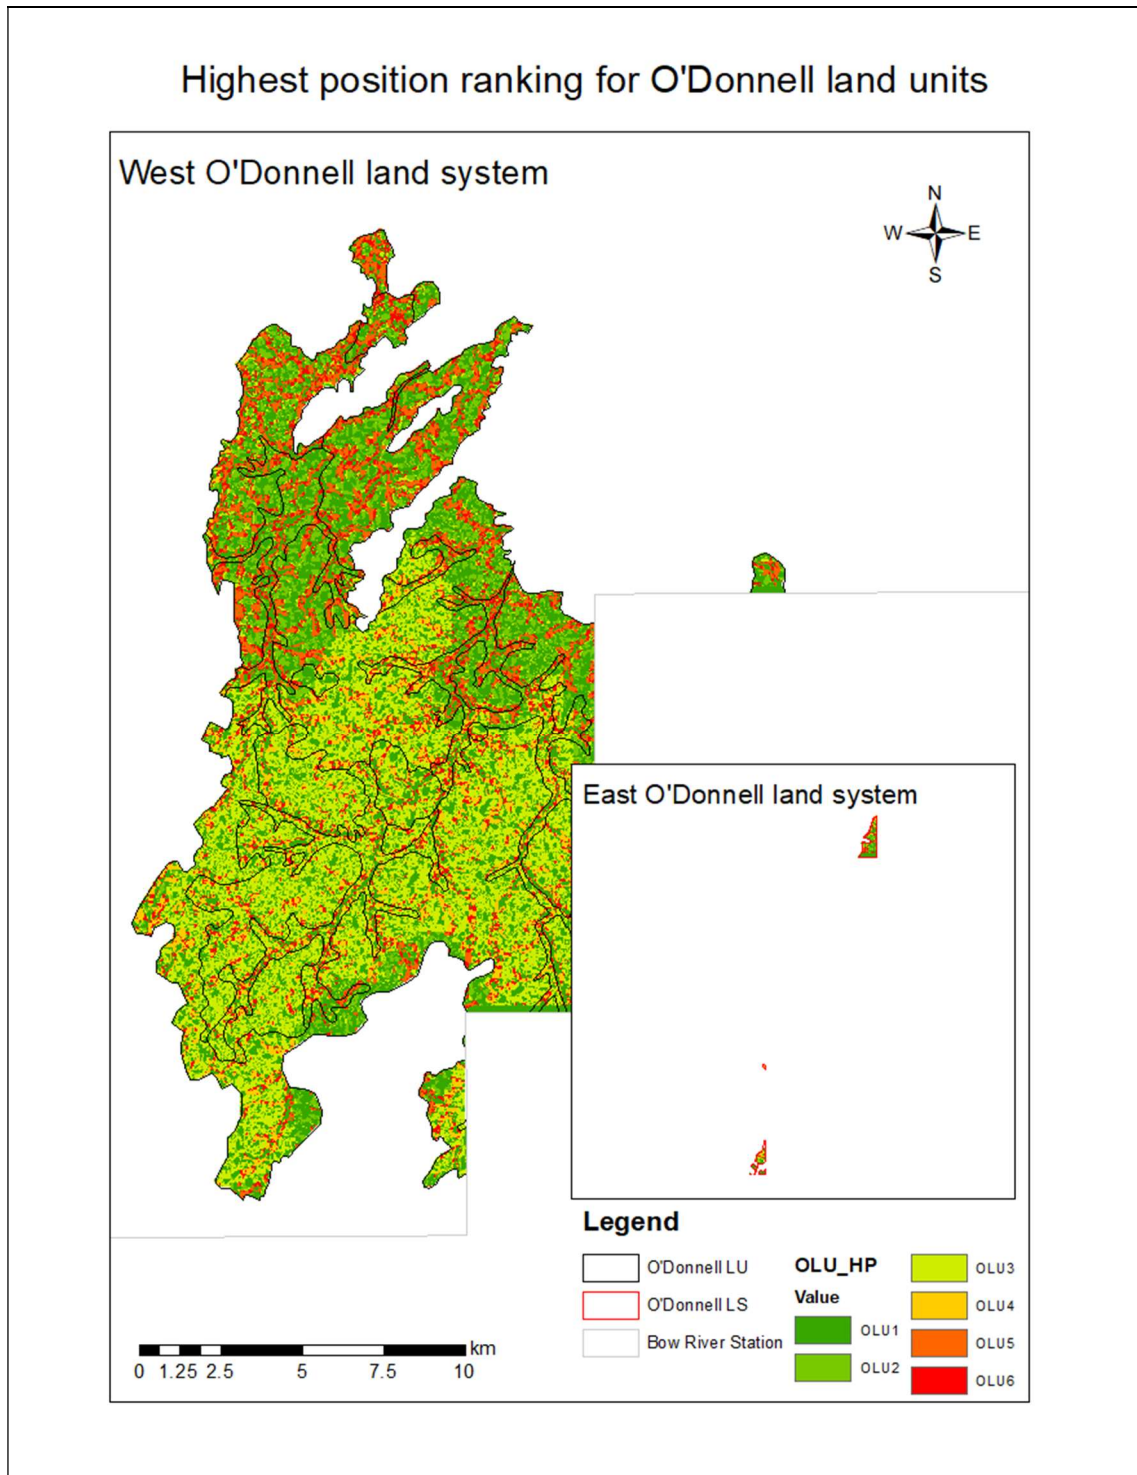 Highest position ranking for O'Donnell land units
West O'Donnell land system
N
W E
S
East O'Donnell land system
Legend
O'Donnell LU
O'Donnell LS
Bow River Station
OLU_HP
Value
OLU1
OLU2
OLU3
OLU4
OLU5
OLU6
km
0 1.25 2.5 5 7.5 10